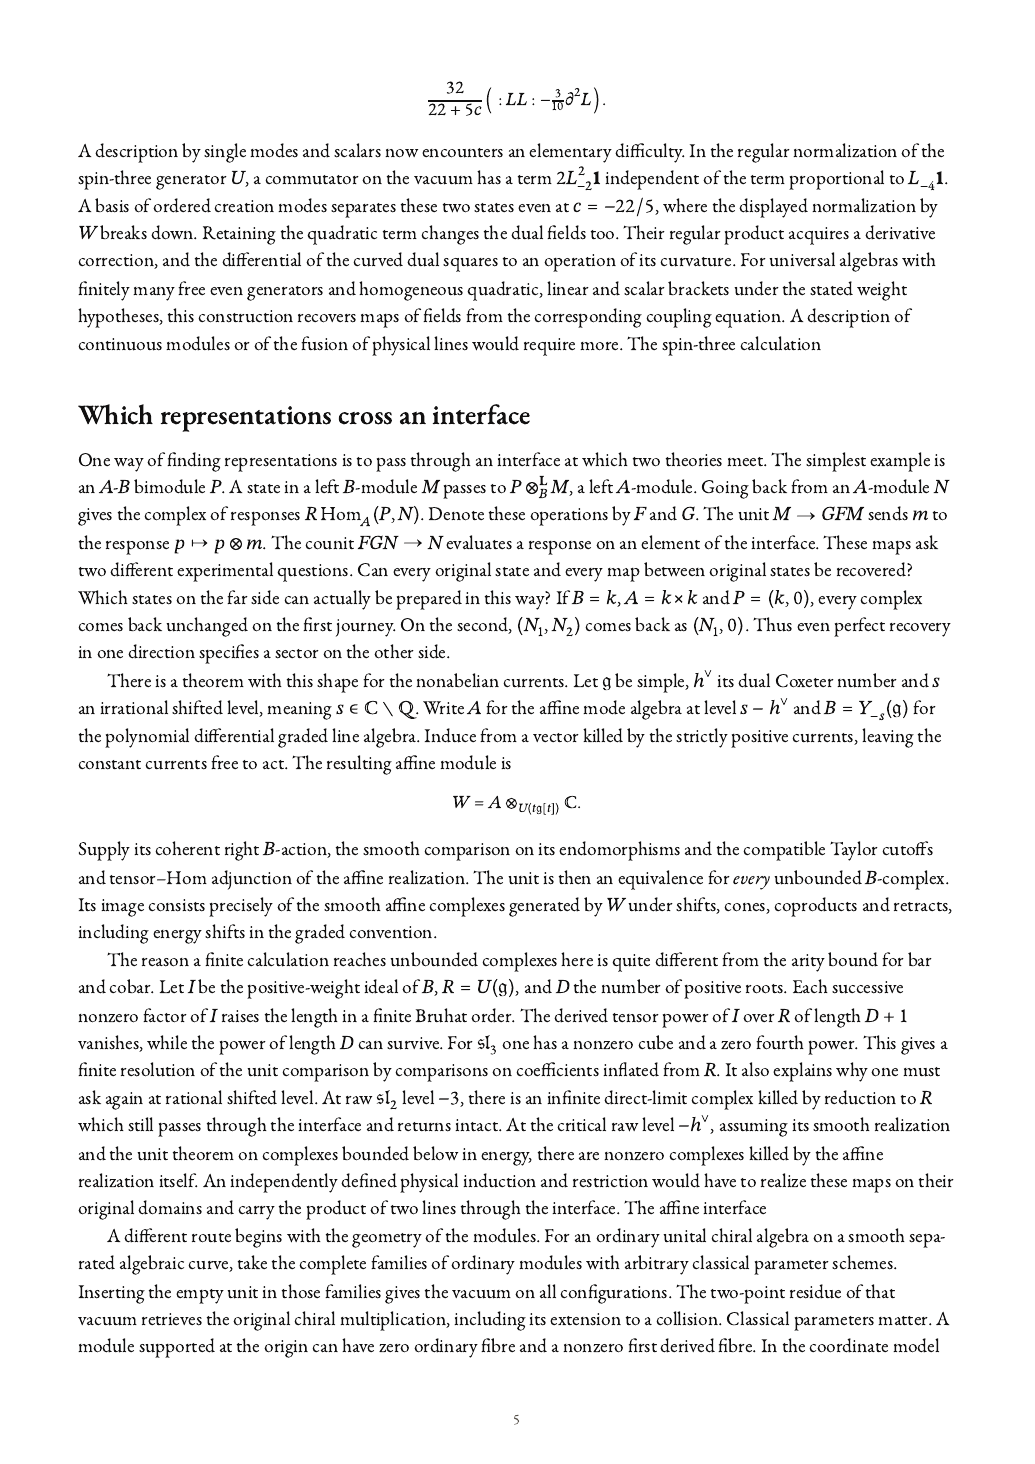 32
22 + 5c ( : LL : − 3/10 ∂²L ) .
A description by single modes and scalars now encounters an elementary difficulty. In the regular normalization of the
spin-three generator U, a commutator on the vacuum has a term 2L²₋₂𝟏 independent of the term proportional to L₋₄𝟏.
A basis of ordered creation modes separates these two states even at c = −22/5, where the displayed normalization by
W breaks down. Retaining the quadratic term changes the dual fields too. Their regular product acquires a derivative
correction, and the differential of the curved dual squares to an operation of its curvature. For universal algebras with
finitely many free even generators and homogeneous quadratic, linear and scalar brackets under the stated weight
hypotheses, this construction recovers maps of fields from the corresponding coupling equation. A description of
continuous modules or of the fusion of physical lines would require more. The spin-three calculation
Which representations cross an interface
One way of finding representations is to pass through an interface at which two theories meet. The simplest example is
an A-B bimodule P. A state in a left B-module M passes to P ⊗ᴸ_B M, a left A-module. Going back from an A-module N
gives the complex of responses R Hom_A (P, N). Denote these operations by F and G. The unit M → GFM sends m to
the response p ↦ p ⊗ m. The counit FGN → N evaluates a response on an element of the interface. These maps ask
two different experimental questions. Can every original state and every map between original states be recovered?
Which states on the far side can actually be prepared in this way? If B = k, A = k × k and P = (k, 0), every complex
comes back unchanged on the first journey. On the second, (N₁, N₂) comes back as (N₁, 0). Thus even perfect recovery
in one direction specifies a sector on the other side.
There is a theorem with this shape for the nonabelian currents. Let 𝔤 be simple, h^∨ its dual Coxeter number and s
an irrational shifted level, meaning s ∈ ℂ \ ℚ. Write A for the affine mode algebra at level s − h^∨ and B = Y₋ₛ(𝔤) for
the polynomial differential graded line algebra. Induce from a vector killed by the strictly positive currents, leaving the
constant currents free to act. The resulting affine module is
W = A ⊗_{U(t𝔤[t])} ℂ.
Supply its coherent right B-action, the smooth comparison on its endomorphisms and the compatible Taylor cutoffs
and tensor–Hom adjunction of the affine realization. The unit is then an equivalence for every unbounded B-complex.
Its image consists precisely of the smooth affine complexes generated by W under shifts, cones, coproducts and retracts,
including energy shifts in the graded convention.
The reason a finite calculation reaches unbounded complexes here is quite different from the arity bound for bar
and cobar. Let I be the positive-weight ideal of B, R = U(𝔤), and D the number of positive roots. Each successive
nonzero factor of I raises the length in a finite Bruhat order. The derived tensor power of I over R of length D + 1
vanishes, while the power of length D can survive. For 𝔰𝔩₃ one has a nonzero cube and a zero fourth power. This gives a
finite resolution of the unit comparison by comparisons on coefficients inflated from R. It also explains why one must
ask again at rational shifted level. At raw 𝔰𝔩₂ level −3, there is an infinite direct-limit complex killed by reduction to R
which still passes through the interface and returns intact. At the critical raw level −h^∨, assuming its smooth realization
and the unit theorem on complexes bounded below in energy, there are nonzero complexes killed by the affine
realization itself. An independently defined physical induction and restriction would have to realize these maps on their
original domains and carry the product of two lines through the interface. The affine interface
A different route begins with the geometry of the modules. For an ordinary unital chiral algebra on a smooth sepa-
rated algebraic curve, take the complete families of ordinary modules with arbitrary classical parameter schemes.
Inserting the empty unit in those families gives the vacuum on all configurations. The two-point residue of that
vacuum retrieves the original chiral multiplication, including its extension to a collision. Classical parameters matter. A
module supported at the origin can have zero ordinary fibre and a nonzero first derived fibre. In the coordinate model
5